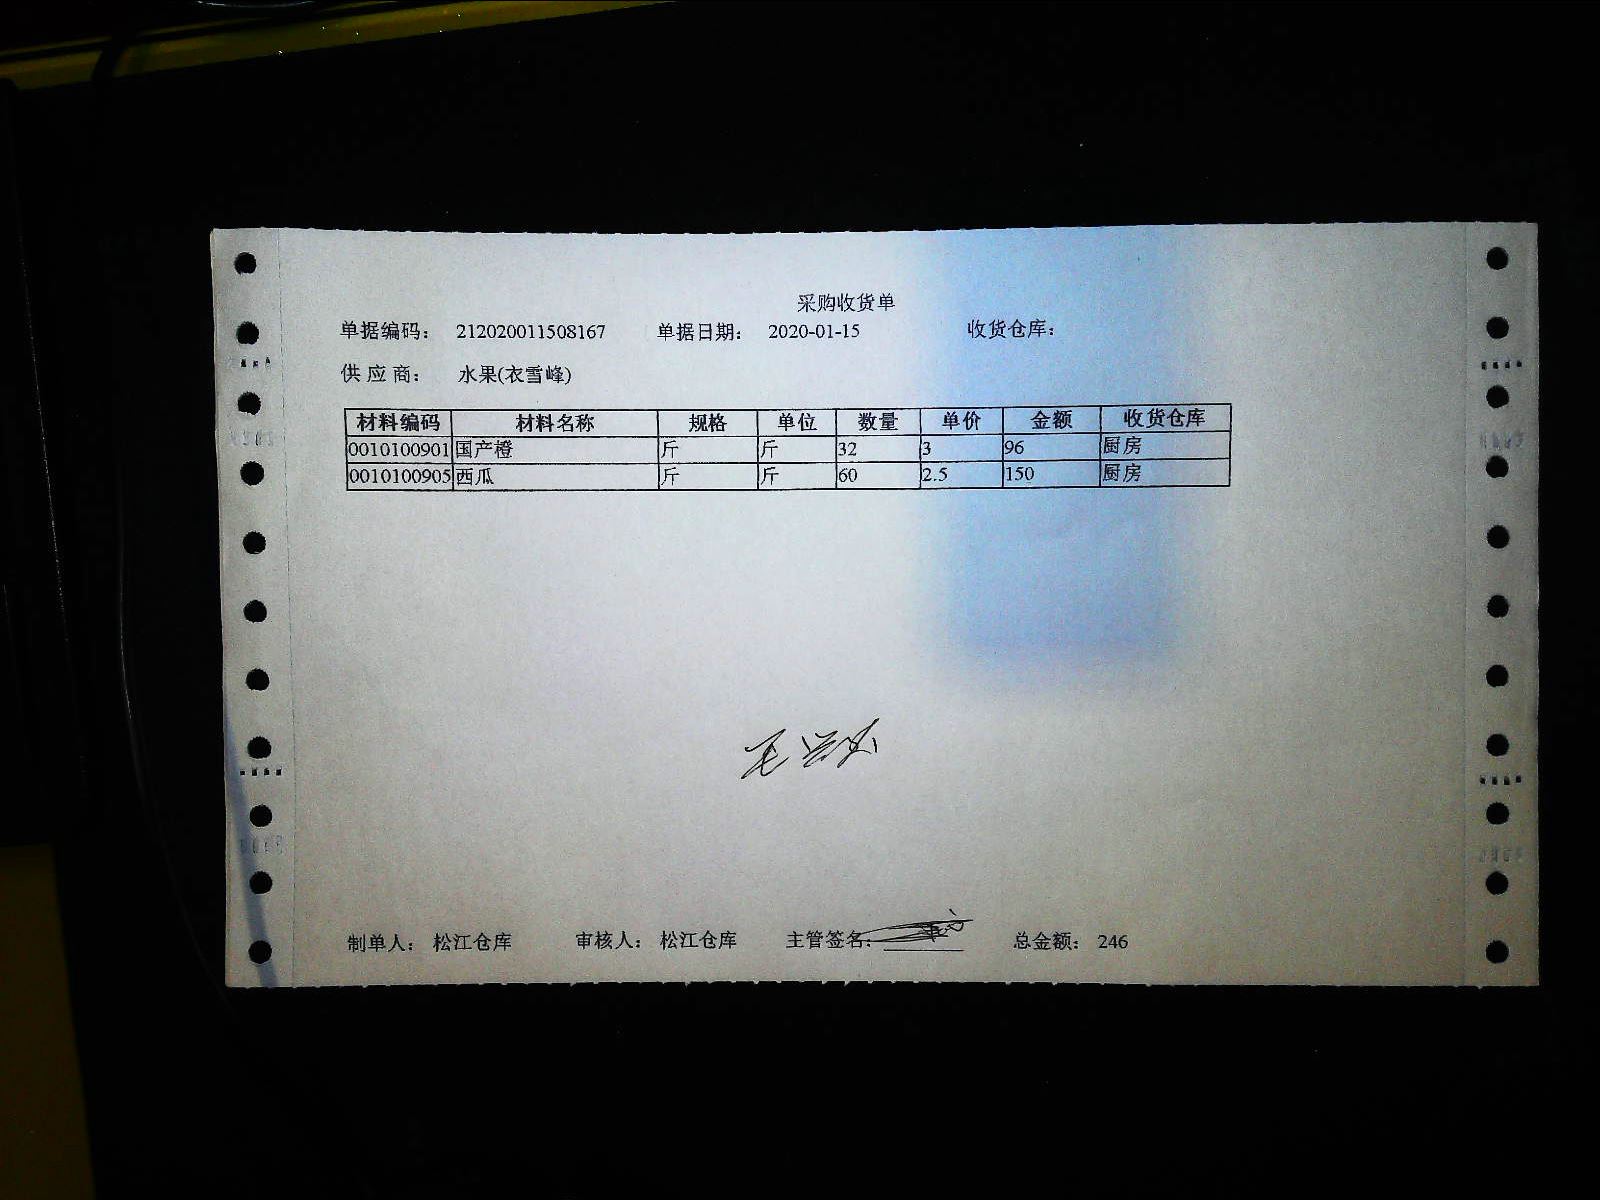 采购收货单
单据编码： 212020011508167 单据日期： 2020-01-15 收货仓库：
供 应 商： 水果(衣雪峰)
材料编码 材料名称 规格 单位 数量 单价 金额 收货仓库
0010100901 国产橙 斤 斤 32 3 96 厨房
0010100905 西瓜 斤 斤 60 2.5 150 厨房
制单人： 松江仓库 审核人： 松江仓库 主管签名： 总金额： 246